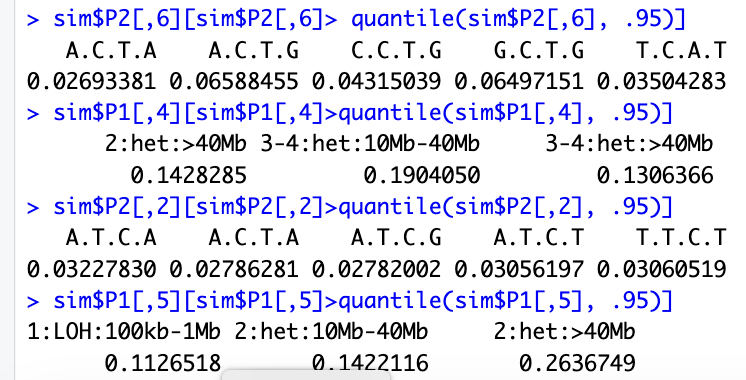 > sim$P2[,6][sim$P2[,6]> quantile(sim$P2[,6], .95)]
A.C.T.A A.C.T.G C.C.T.G G.C.T.G T.C.A.T
0.02693381 0.06588455 0.04315039 0.06497151 0.03504283
> sim$P1[,4][sim$P1[,4]>quantile(sim$P1[,4], .95)]
2:het:>40Mb 3-4:het:10Mb-40Mb 3-4:het:>40Mb
0.1428285 0.1904050 0.1306366
> sim$P2[,2][sim$P2[,2]>quantile(sim$P2[,2], .95)]
A.T.C.A A.C.T.A A.T.C.G A.T.C.T T.T.C.T
0.03227830 0.02786281 0.02782002 0.03056197 0.03060519
> sim$P1[,5][sim$P1[,5]>quantile(sim$P1[,5], .95)]
1:LOH:100kb-1Mb 2:het:10Mb-40Mb 2:het:>40Mb
0.1126518 0.1422116 0.2636749